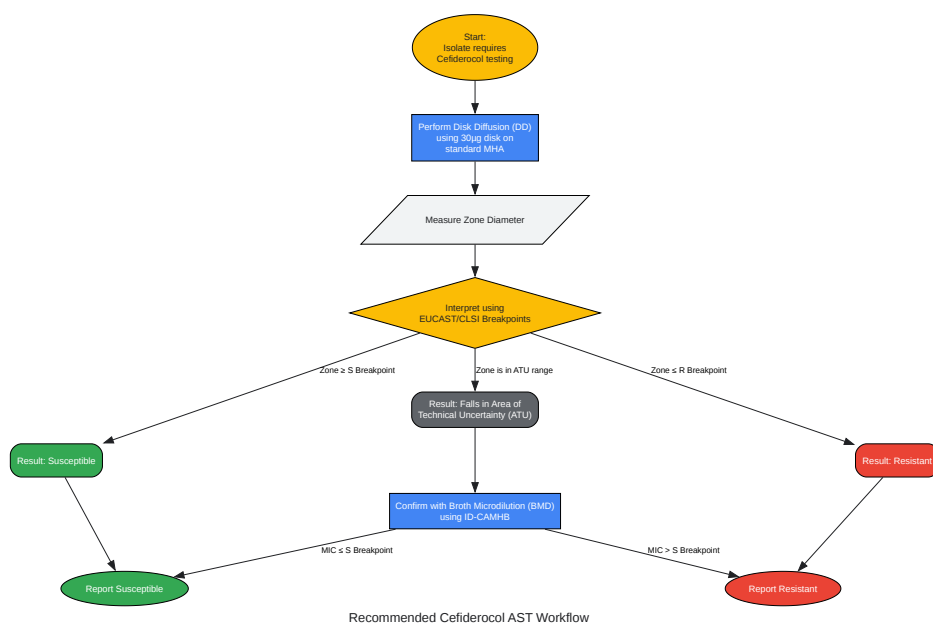 Start:
Isolate requires
Cefiderocol testing
Perform Disk Diffusion (DD)
using 30µg disk on
standard MHA
Measure Zone Diameter
Interpret using
EUCAST/CLSI Breakpoints
Zone ≥ S Breakpoint
Zone is in ATU range
Zone ≤ R Breakpoint
Result: Falls in Area of
Technical Uncertainty (ATU)
Result: Susceptible
Result: Resistant
Confirm with Broth Microdilution (BMD)
using ID-CAMHB
MIC ≤ S Breakpoint
MIC > S Breakpoint
Report Susceptible
Report Resistant
Recommended Cefiderocol AST Workflow